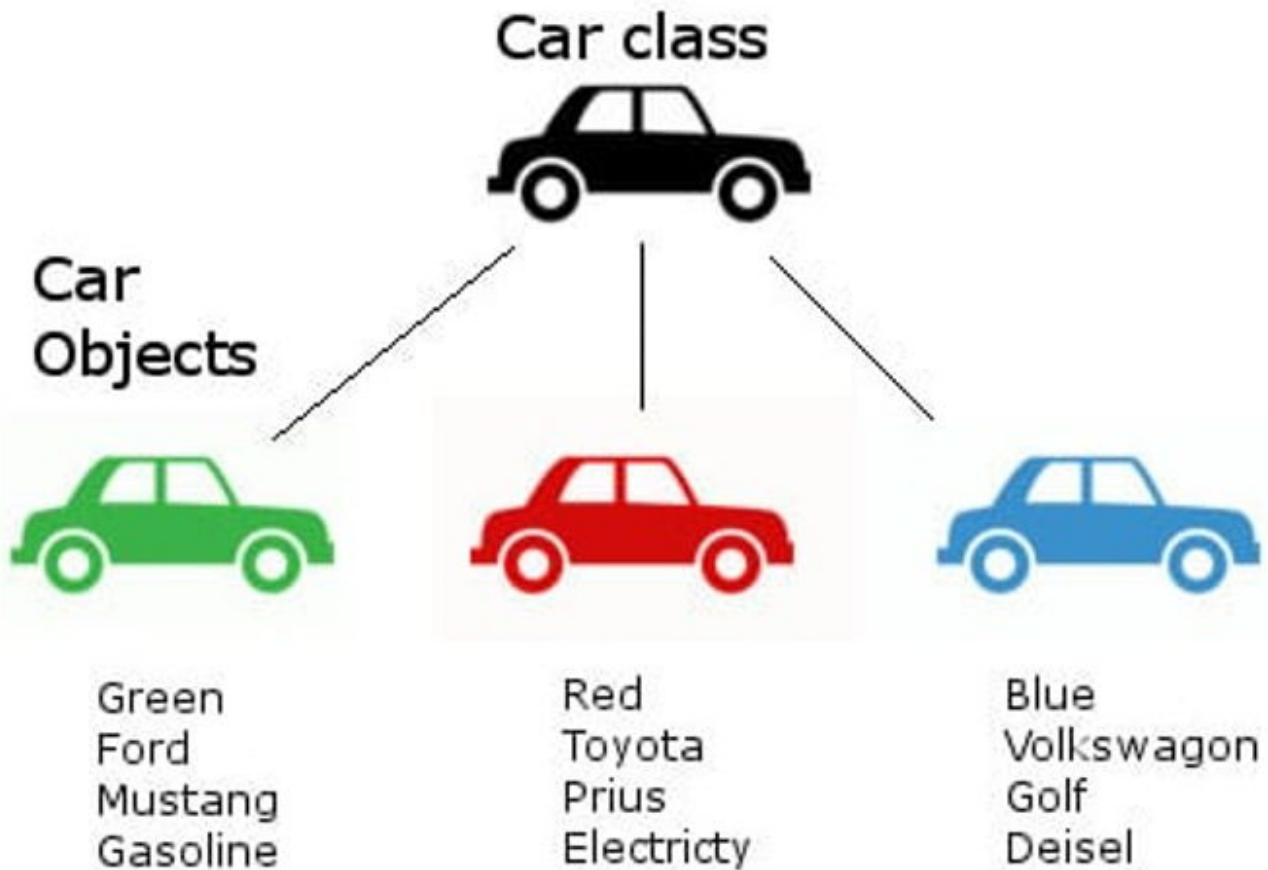 Car class
Car
Objects
Green
Ford
Mustang
Gasoline
Red
Toyota
Prius
Electricty
Blue
Volkswagon
Golf
Deisel